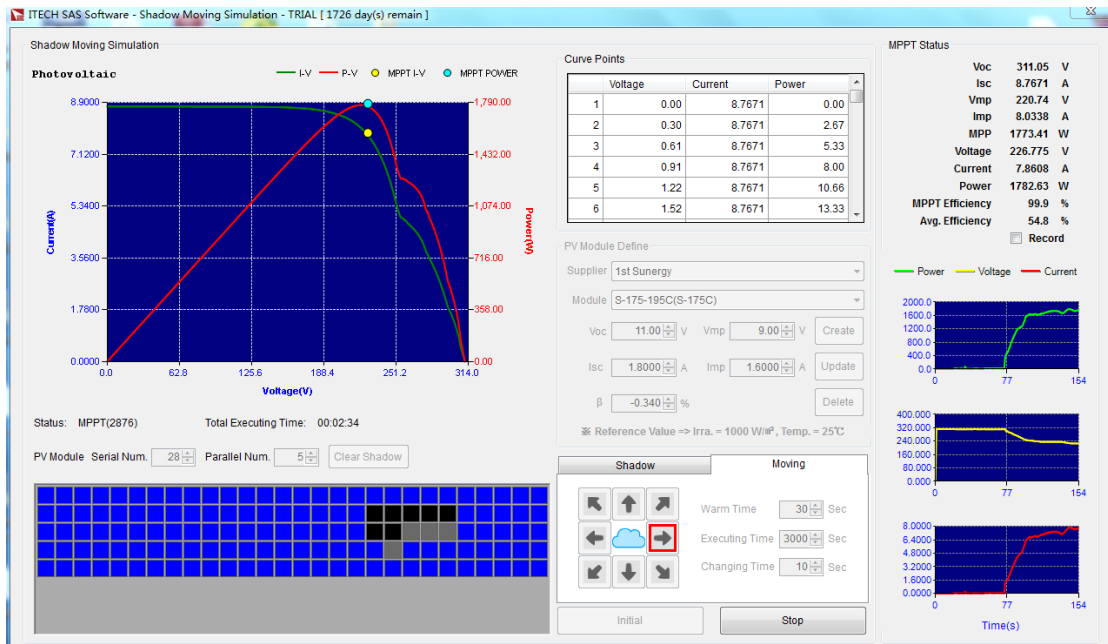 ITECH SAS Software - Shadow Moving Simulation - TRIAL [ 1726 day(s) remain ]
Shadow Moving Simulation
Photovoltaic
I-V P-V MPPT I-V MPPT POWER
8.9000
7.1200
5.3400
3.5600
1.7800
0.0000
Current(A)
1,790.00
1,432.00
1,074.00
716.00
358.00
0.00
Power(W)
0.0 62.8 125.6 188.4 251.2 314.0
Voltage(V)
Status: MPPT(2876) Total Executing Time: 00:02:34
PV Module Serial Num. 28 Parallel Num. 5 Clear Shadow
Curve Points
Voltage Current Power
1 0.00 8.7671 0.00
2 0.30 8.7671 2.67
3 0.61 8.7671 5.33
4 0.91 8.7671 8.00
5 1.22 8.7671 10.66
6 1.52 8.7671 13.33
PV Module Define
Supplier 1st Sunergy
Module S-175-195C(S-175C)
Voc 11.00 V Vmp 9.00 V Create
Isc 1.8000 A Imp 1.6000 A Update
β -0.340 % Delete
※ Reference Value => Irra. = 1000 W/㎡, Temp. = 25℃
Shadow Moving
Warm Time 30 Sec
Executing Time 3000 Sec
Changing Time 10 Sec
Initial Stop
MPPT Status
Voc 311.05 V
Isc 8.7671 A
Vmp 220.74 V
Imp 8.0338 A
MPP 1773.41 W
Voltage 226.775 V
Current 7.8608 A
Power 1782.63 W
MPPT Efficiency 99.9 %
Avg. Efficiency 54.8 %
Record
Power Voltage Current
2000.0
1600.0
1200.0
800.0
400.0
0.0
0 77 154
400.000
320.000
240.000
160.000
80.000
0.000
0 77 154
8.0000
6.4000
4.8000
3.2000
1.6000
0.0000
0 77 154
Time(s)